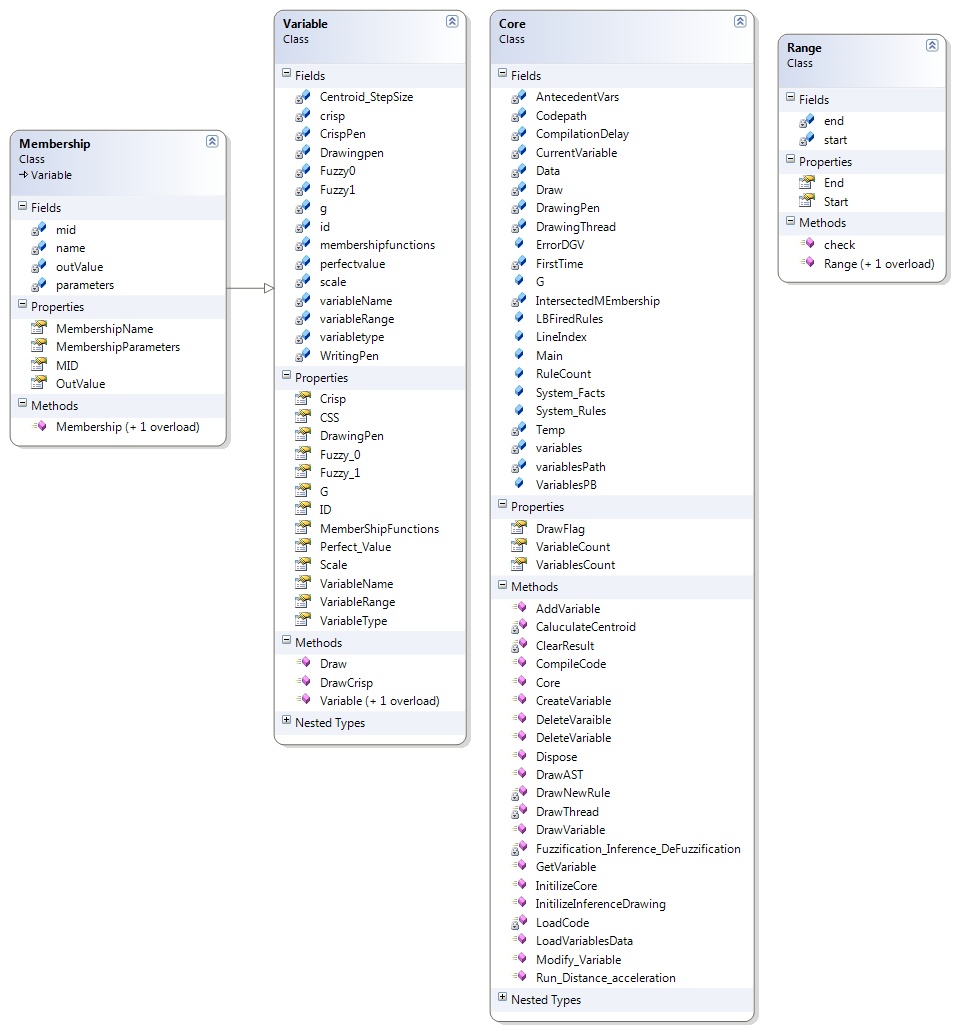 Membership
Class
Variable
Fields
mid
name
outValue
parameters
Properties
MembershipName
MembershipParameters
MID
OutValue
Methods
Membership (+ 1 overload)
Variable
Class
Fields
Centroid_StepSize
crisp
CrispPen
Drawingpen
Fuzzy0
Fuzzy1
g
id
membershipfunctions
perfectvalue
scale
variableName
variableRange
variabletype
WritingPen
Properties
Crisp
CSS
DrawingPen
Fuzzy_0
Fuzzy_1
G
ID
MemberShipFunctions
Perfect_Value
Scale
VariableName
VariableRange
VariableType
Methods
Draw
DrawCrisp
Variable (+ 1 overload)
Nested Types
Core
Class
Fields
AntecedentVars
Codepath
CompilationDelay
CurrentVariable
Data
Draw
DrawingPen
DrawingThread
ErrorDGV
FirstTime
G
IntersectedMEmbership
LBFiredRules
LineIndex
Main
RuleCount
System_Facts
System_Rules
Temp
variables
variablesPath
VariablesPB
Properties
DrawFlag
VariableCount
VariablesCount
Methods
AddVariable
CaluculateCentroid
ClearResult
CompileCode
Core
CreateVariable
DeleteVaraible
DeleteVariable
Dispose
DrawAST
DrawNewRule
DrawThread
DrawVariable
Fuzzification_Inference_DeFuzzification
GetVariable
InitilizeCore
InitilizeInferenceDrawing
LoadCode
LoadVariablesData
Modify_Variable
Run_Distance_acceleration
Nested Types
Range
Class
Fields
end
start
Properties
End
Start
Methods
check
Range (+ 1 overload)